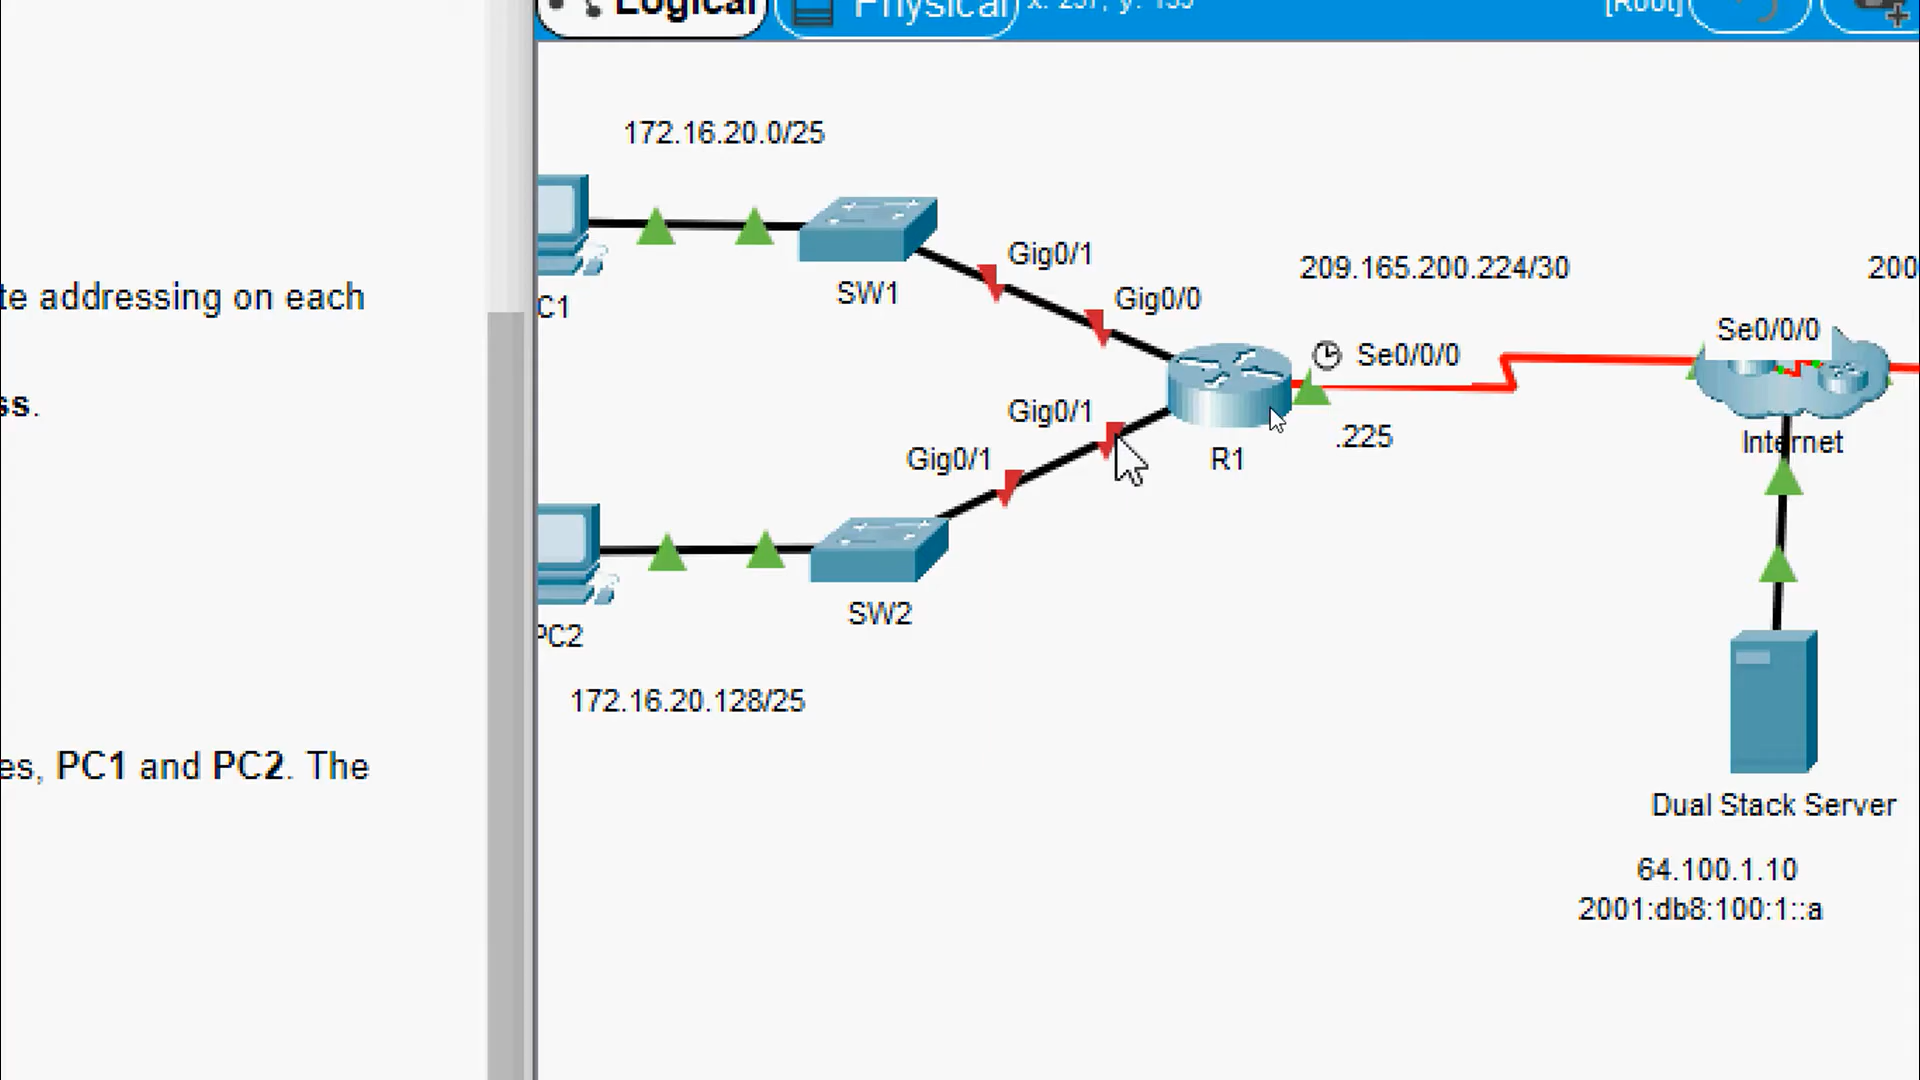 Logical
Physical
x: 257, y: 155
[Root]
172.16.20.0/25
te addressing on each
Gig0/1
209.165.200.224/30
200
SW1
Gig0/0
C1
Se0/0/0
Se0/0/0
ss.
Gig0/1
.225
Internet
Gig0/1
R1
SW2
PC2
172.16.20.128/25
es, PC1 and PC2. The
Dual Stack Server
64.100.1.10
2001:db8:100:1::a